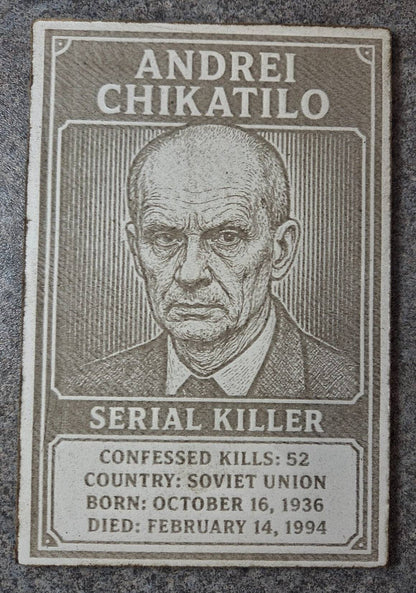 ANDREI
CHIKATILO
SERIAL KILLER
CONFESSED KILLS: 52
COUNTRY: SOVIET UNION
BORN: OCTOBER 16, 1936
DIED: FEBRUARY 14, 1994